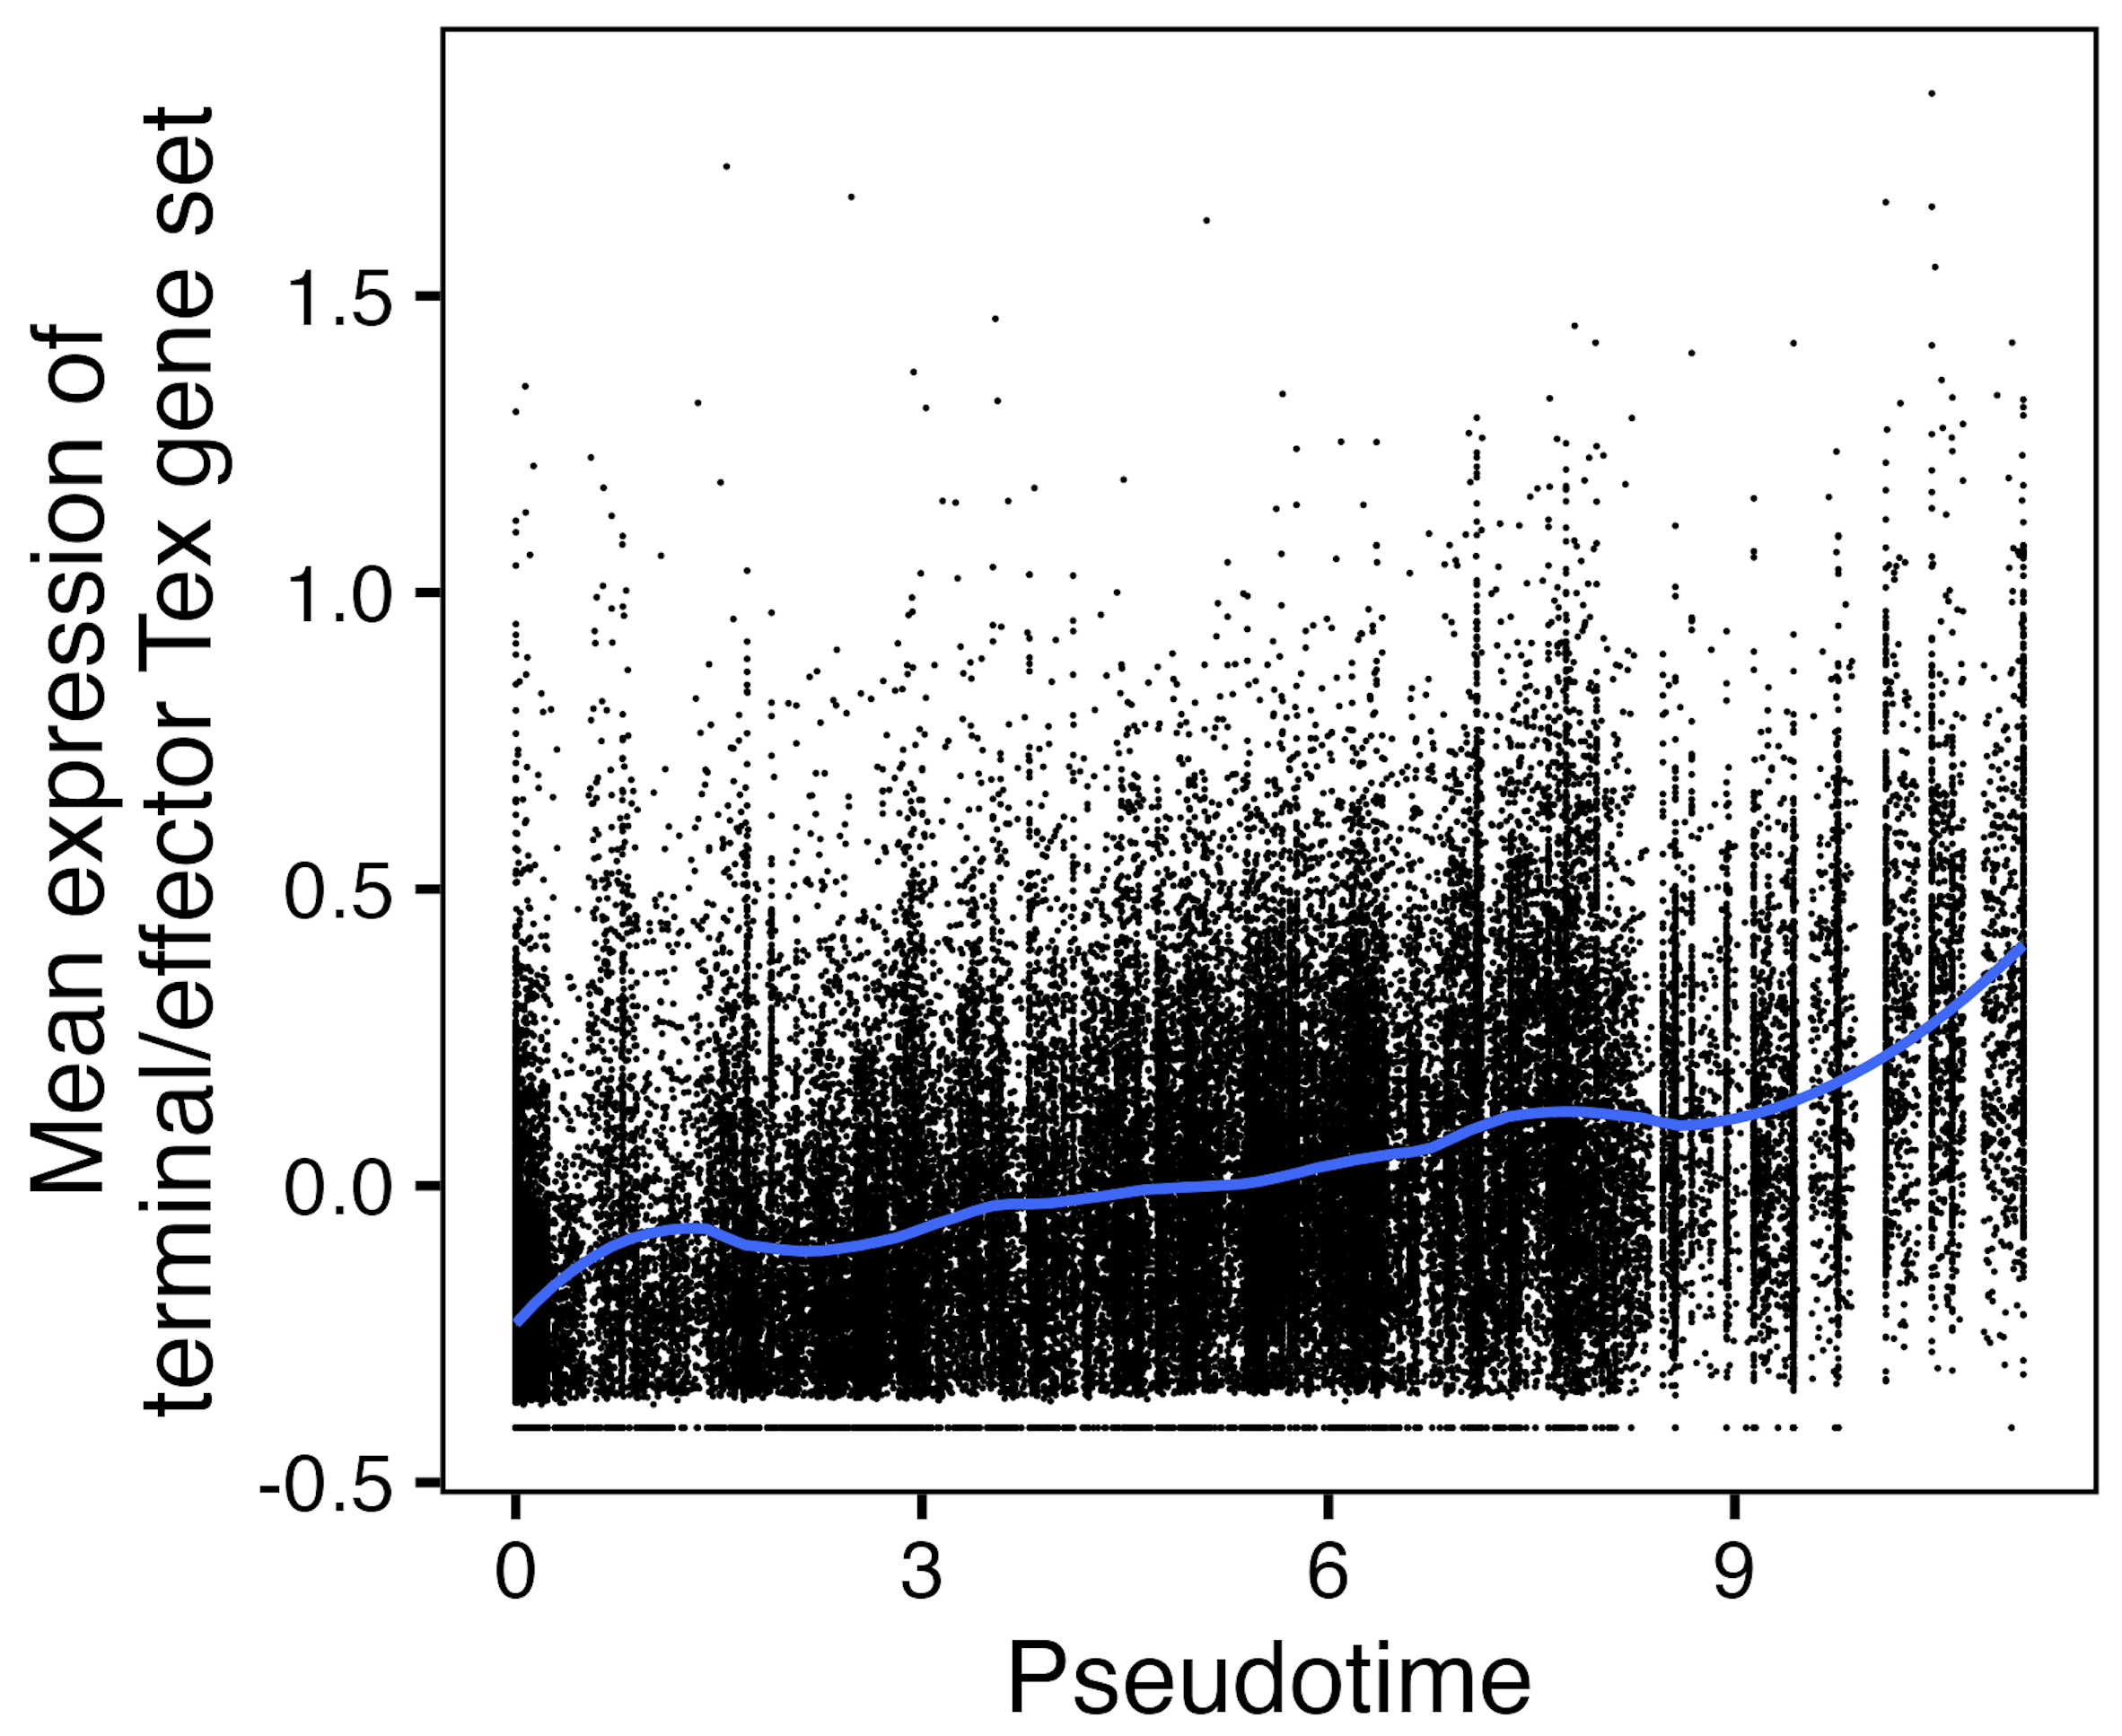 Mean expression of
terminal/effector Tex gene set
1.5
1.0
0.5
0.0
-0.5
0 3 6 9
Pseudotime